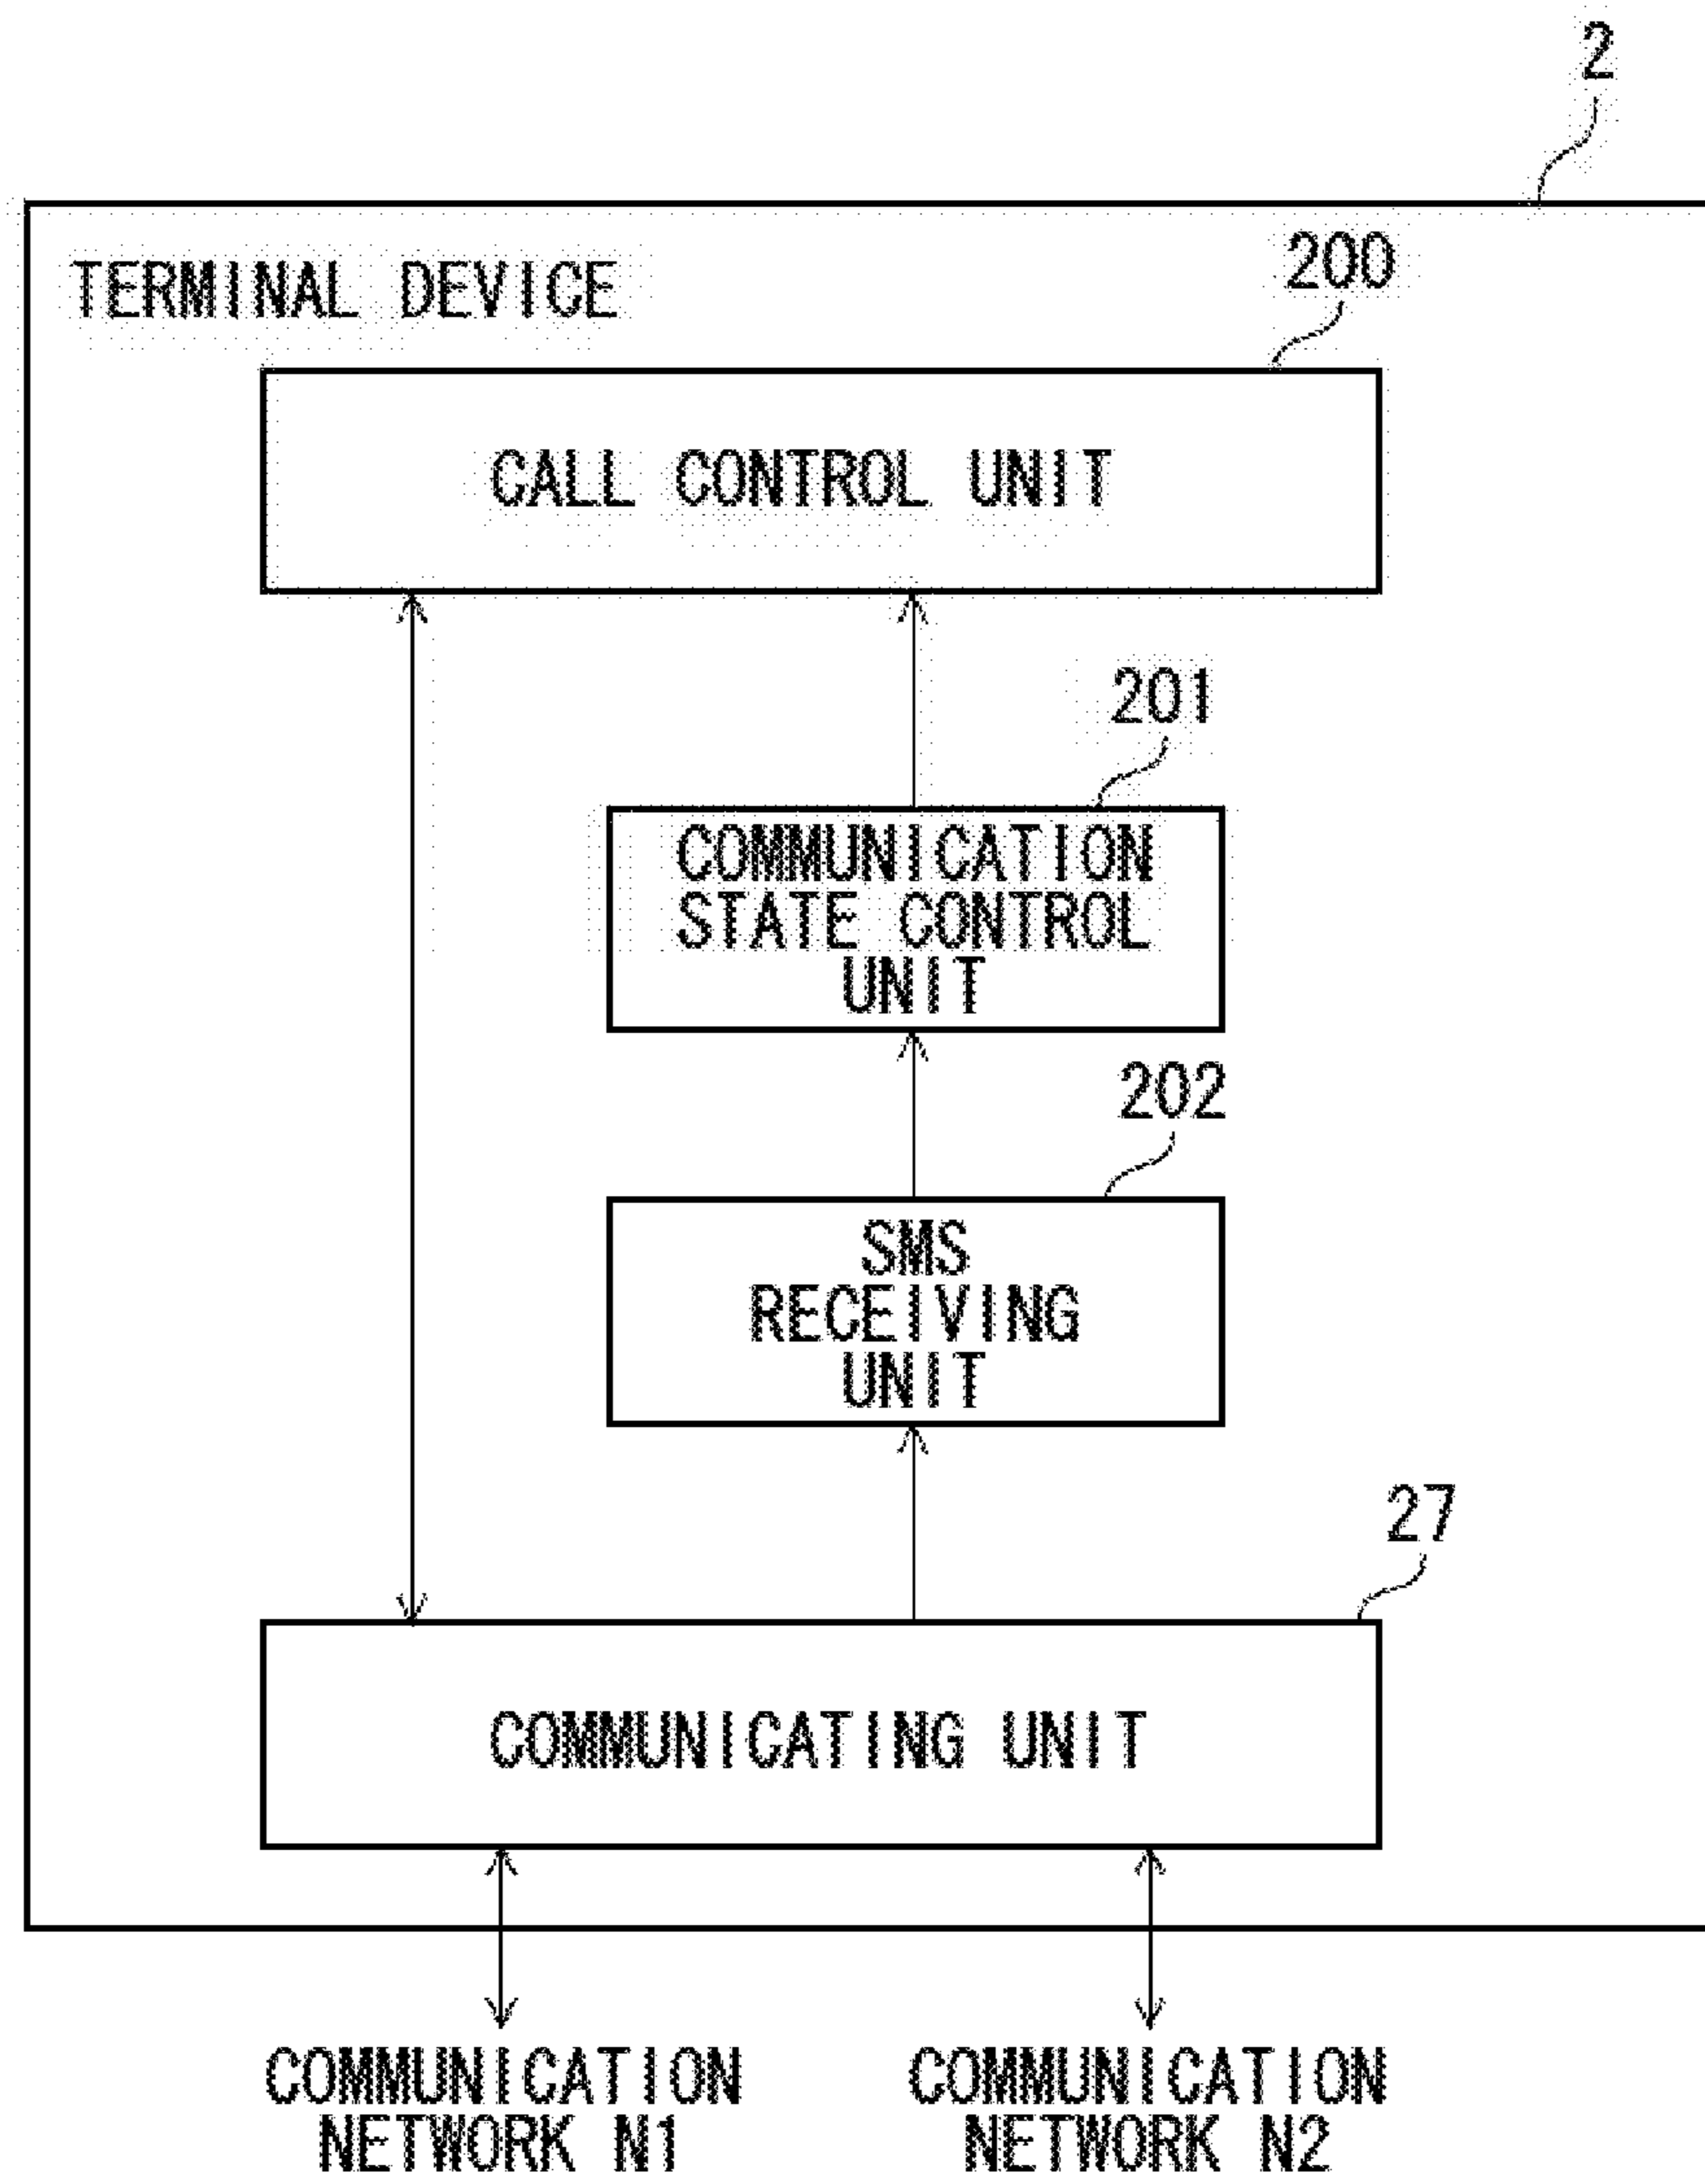 2
TERMINAL DEVICE
200
CALL CONTROL UNIT
201
COMMUNICATION
STATE CONTROL
UNIT
202
SMS
RECEIVING
UNIT
27
COMMUNICATING UNIT
COMMUNICATION
NETWORK N1
COMMUNICATION
NETWORK N2